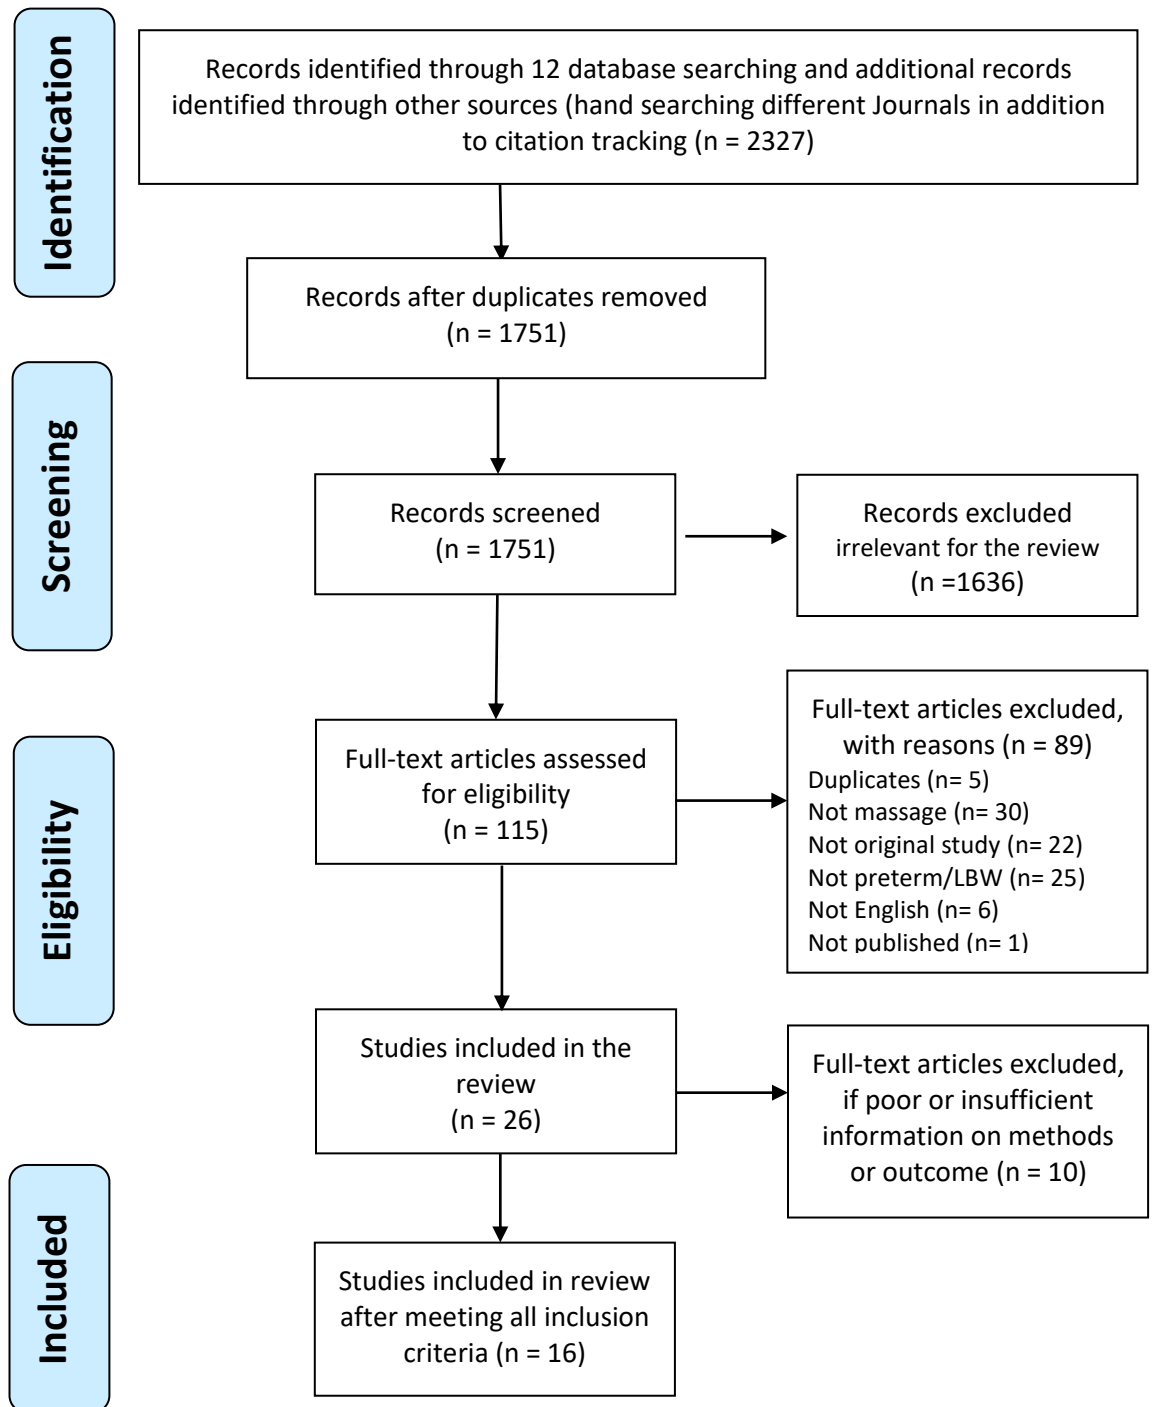 Identification
Records identified through 12 database searching and additional records
identified through other sources (hand searching different Journals in addition
to citation tracking (n = 2327)
Records after duplicates removed
(n = 1751)
Screening
Records screened
(n = 1751)
Records excluded
irrelevant for the review
(n =1636)
Eligibility
Full-text articles assessed
for eligibility
(n = 115)
Full-text articles excluded,
with reasons (n = 89)
Duplicates (n= 5)
Not massage (n= 30)
Not original study (n= 22)
Not preterm/LBW (n= 25)
Not English (n= 6)
Not published (n= 1)
Studies included in the
review
(n = 26)
Full-text articles excluded,
if poor or insufficient
information on methods
or outcome (n = 10)
Included
Studies included in review
after meeting all inclusion
criteria (n = 16)